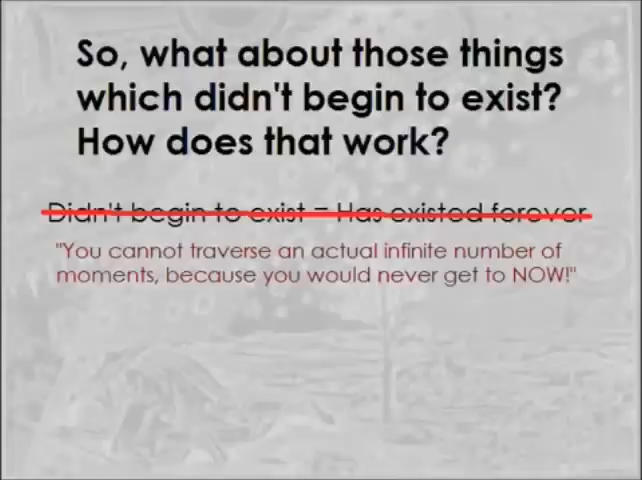 So, what about those things
which didn't begin to exist?
How does that work?
Didn't begin to exist = Has existed forever
"You cannot traverse an actual infinite number of
moments, because you would never get to NOW!"